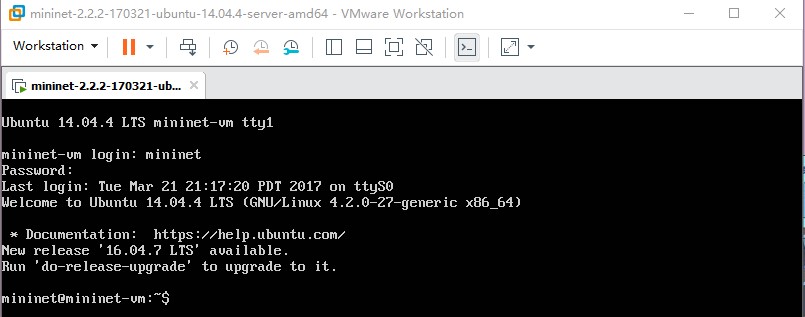 mininet-2.2.2-170321-ubuntu-14.04.4-server-amd64 - VMware Workstation
Workstation
mininet-2.2.2-170321-ub...
Ubuntu 14.04.4 LTS mininet-vm tty1
mininet-vm login: mininet
Password:
Last login: Tue Mar 21 21:17:20 PDT 2017 on ttyS0
Welcome to Ubuntu 14.04.4 LTS (GNU/Linux 4.2.0-27-generic x86_64)
* Documentation:  https://help.ubuntu.com/
New release '16.04.7 LTS' available.
Run 'do-release-upgrade' to upgrade to it.
mininet@mininet-vm:~$